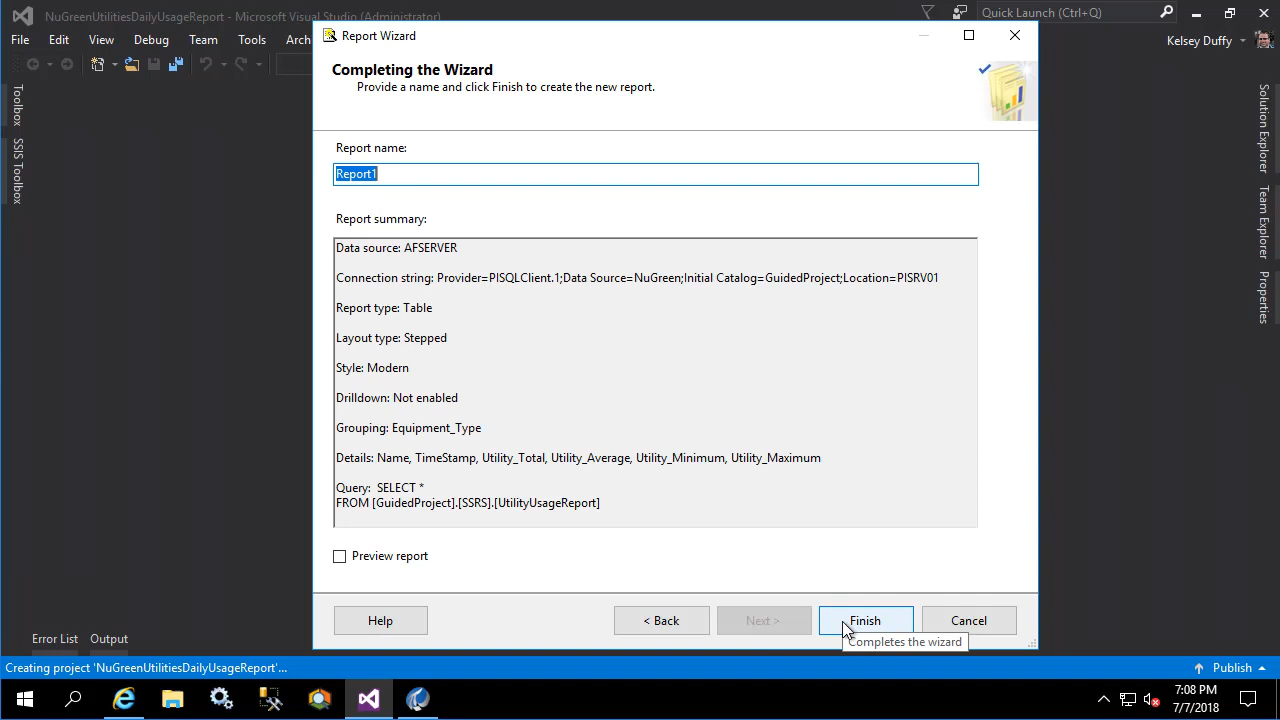 NuGreenUtilitiesDailyUsageReport - Microsoft Visual Studio (Administrator)
Quick Launch (Ctrl+Q)
File Edit View Debug Team Tools Arch
Kelsey Duffy
Report Wizard
Completing the Wizard
Provide a name and click Finish to create the new report.
Toolbox
SSIS Toolbox
Solution Explorer
Team Explorer
Properties
Report name:
Report1
Report summary:
Data source: AFSERVER
Connection string: Provider=PISQLClient.1;Data Source=NuGreen;Initial Catalog=GuidedProject;Location=PISRV01
Report type: Table
Layout type: Stepped
Style: Modern
Drilldown: Not enabled
Grouping: Equipment_Type
Details: Name, TimeStamp, Utility_Total, Utility_Average, Utility_Minimum, Utility_Maximum
Query:  SELECT *
FROM [GuidedProject].[SSRS].[UtilityUsageReport]
Preview report
Help < Back Next > Finish Cancel
Completes the wizard
Error List Output
Creating project 'NuGreenUtilitiesDailyUsageReport'...
Publish
7:08 PM
7/7/2018